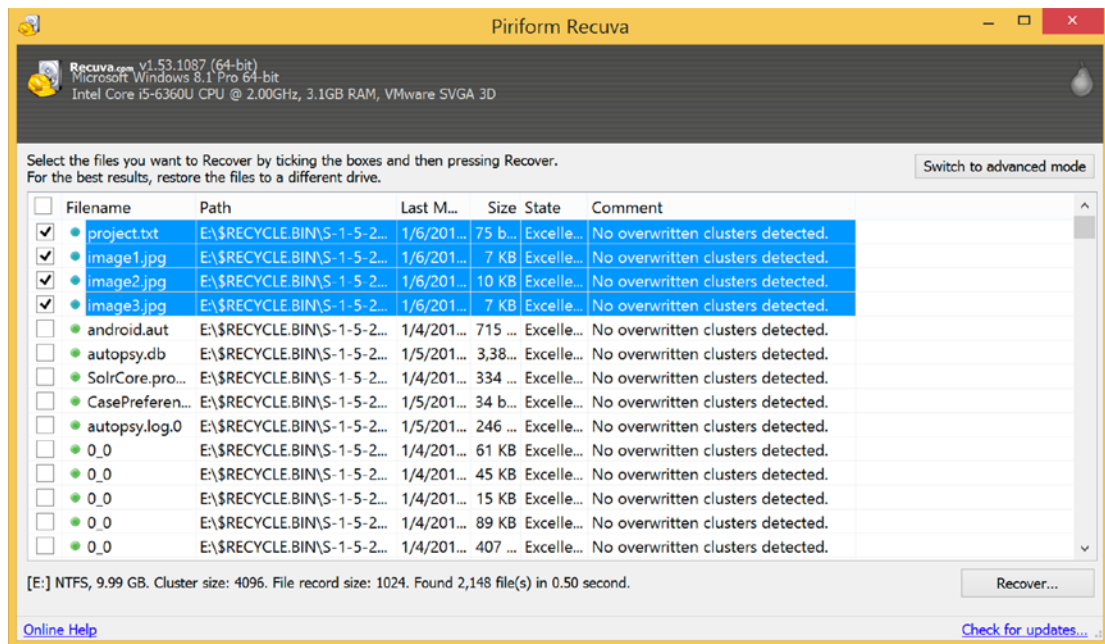 Piriform Recuva
Recuva.com v1.53.1087 (64-bit)
Microsoft Windows 8.1 Pro 64-bit
Intel Core i5-6360U CPU @ 2.00GHz, 3.1GB RAM, VMware SVGA 3D
Select the files you want to Recover by ticking the boxes and then pressing Recover.
For the best results, restore the files to a different drive.
Switch to advanced mode
Filename Path Last M... Size State Comment
project.txt E:\$RECYCLE.BIN\S-1-5-2... 1/6/201... 75 b... Excelle... No overwritten clusters detected.
image1.jpg E:\$RECYCLE.BIN\S-1-5-2... 1/6/201... 7 KB Excelle... No overwritten clusters detected.
image2.jpg E:\$RECYCLE.BIN\S-1-5-2... 1/6/201... 10 KB Excelle... No overwritten clusters detected.
image3.jpg E:\$RECYCLE.BIN\S-1-5-2... 1/6/201... 7 KB Excelle... No overwritten clusters detected.
android.aut E:\$RECYCLE.BIN\S-1-5-2... 1/4/201... 715 ... Excelle... No overwritten clusters detected.
autopsy.db E:\$RECYCLE.BIN\S-1-5-2... 1/5/201... 3,38... Excelle... No overwritten clusters detected.
SolrCore.pro... E:\$RECYCLE.BIN\S-1-5-2... 1/4/201... 334 ... Excelle... No overwritten clusters detected.
CasePreferen... E:\$RECYCLE.BIN\S-1-5-2... 1/5/201... 34 b... Excelle... No overwritten clusters detected.
autopsy.log.0 E:\$RECYCLE.BIN\S-1-5-2... 1/5/201... 246 ... Excelle... No overwritten clusters detected.
0_0 E:\$RECYCLE.BIN\S-1-5-2... 1/4/201... 61 KB Excelle... No overwritten clusters detected.
0_0 E:\$RECYCLE.BIN\S-1-5-2... 1/4/201... 45 KB Excelle... No overwritten clusters detected.
0_0 E:\$RECYCLE.BIN\S-1-5-2... 1/4/201... 15 KB Excelle... No overwritten clusters detected.
0_0 E:\$RECYCLE.BIN\S-1-5-2... 1/4/201... 89 KB Excelle... No overwritten clusters detected.
0_0 E:\$RECYCLE.BIN\S-1-5-2... 1/4/201... 407 ... Excelle... No overwritten clusters detected.
[E:] NTFS, 9.99 GB. Cluster size: 4096. File record size: 1024. Found 2,148 file(s) in 0.50 second.
Recover...
Online Help
Check for updates...